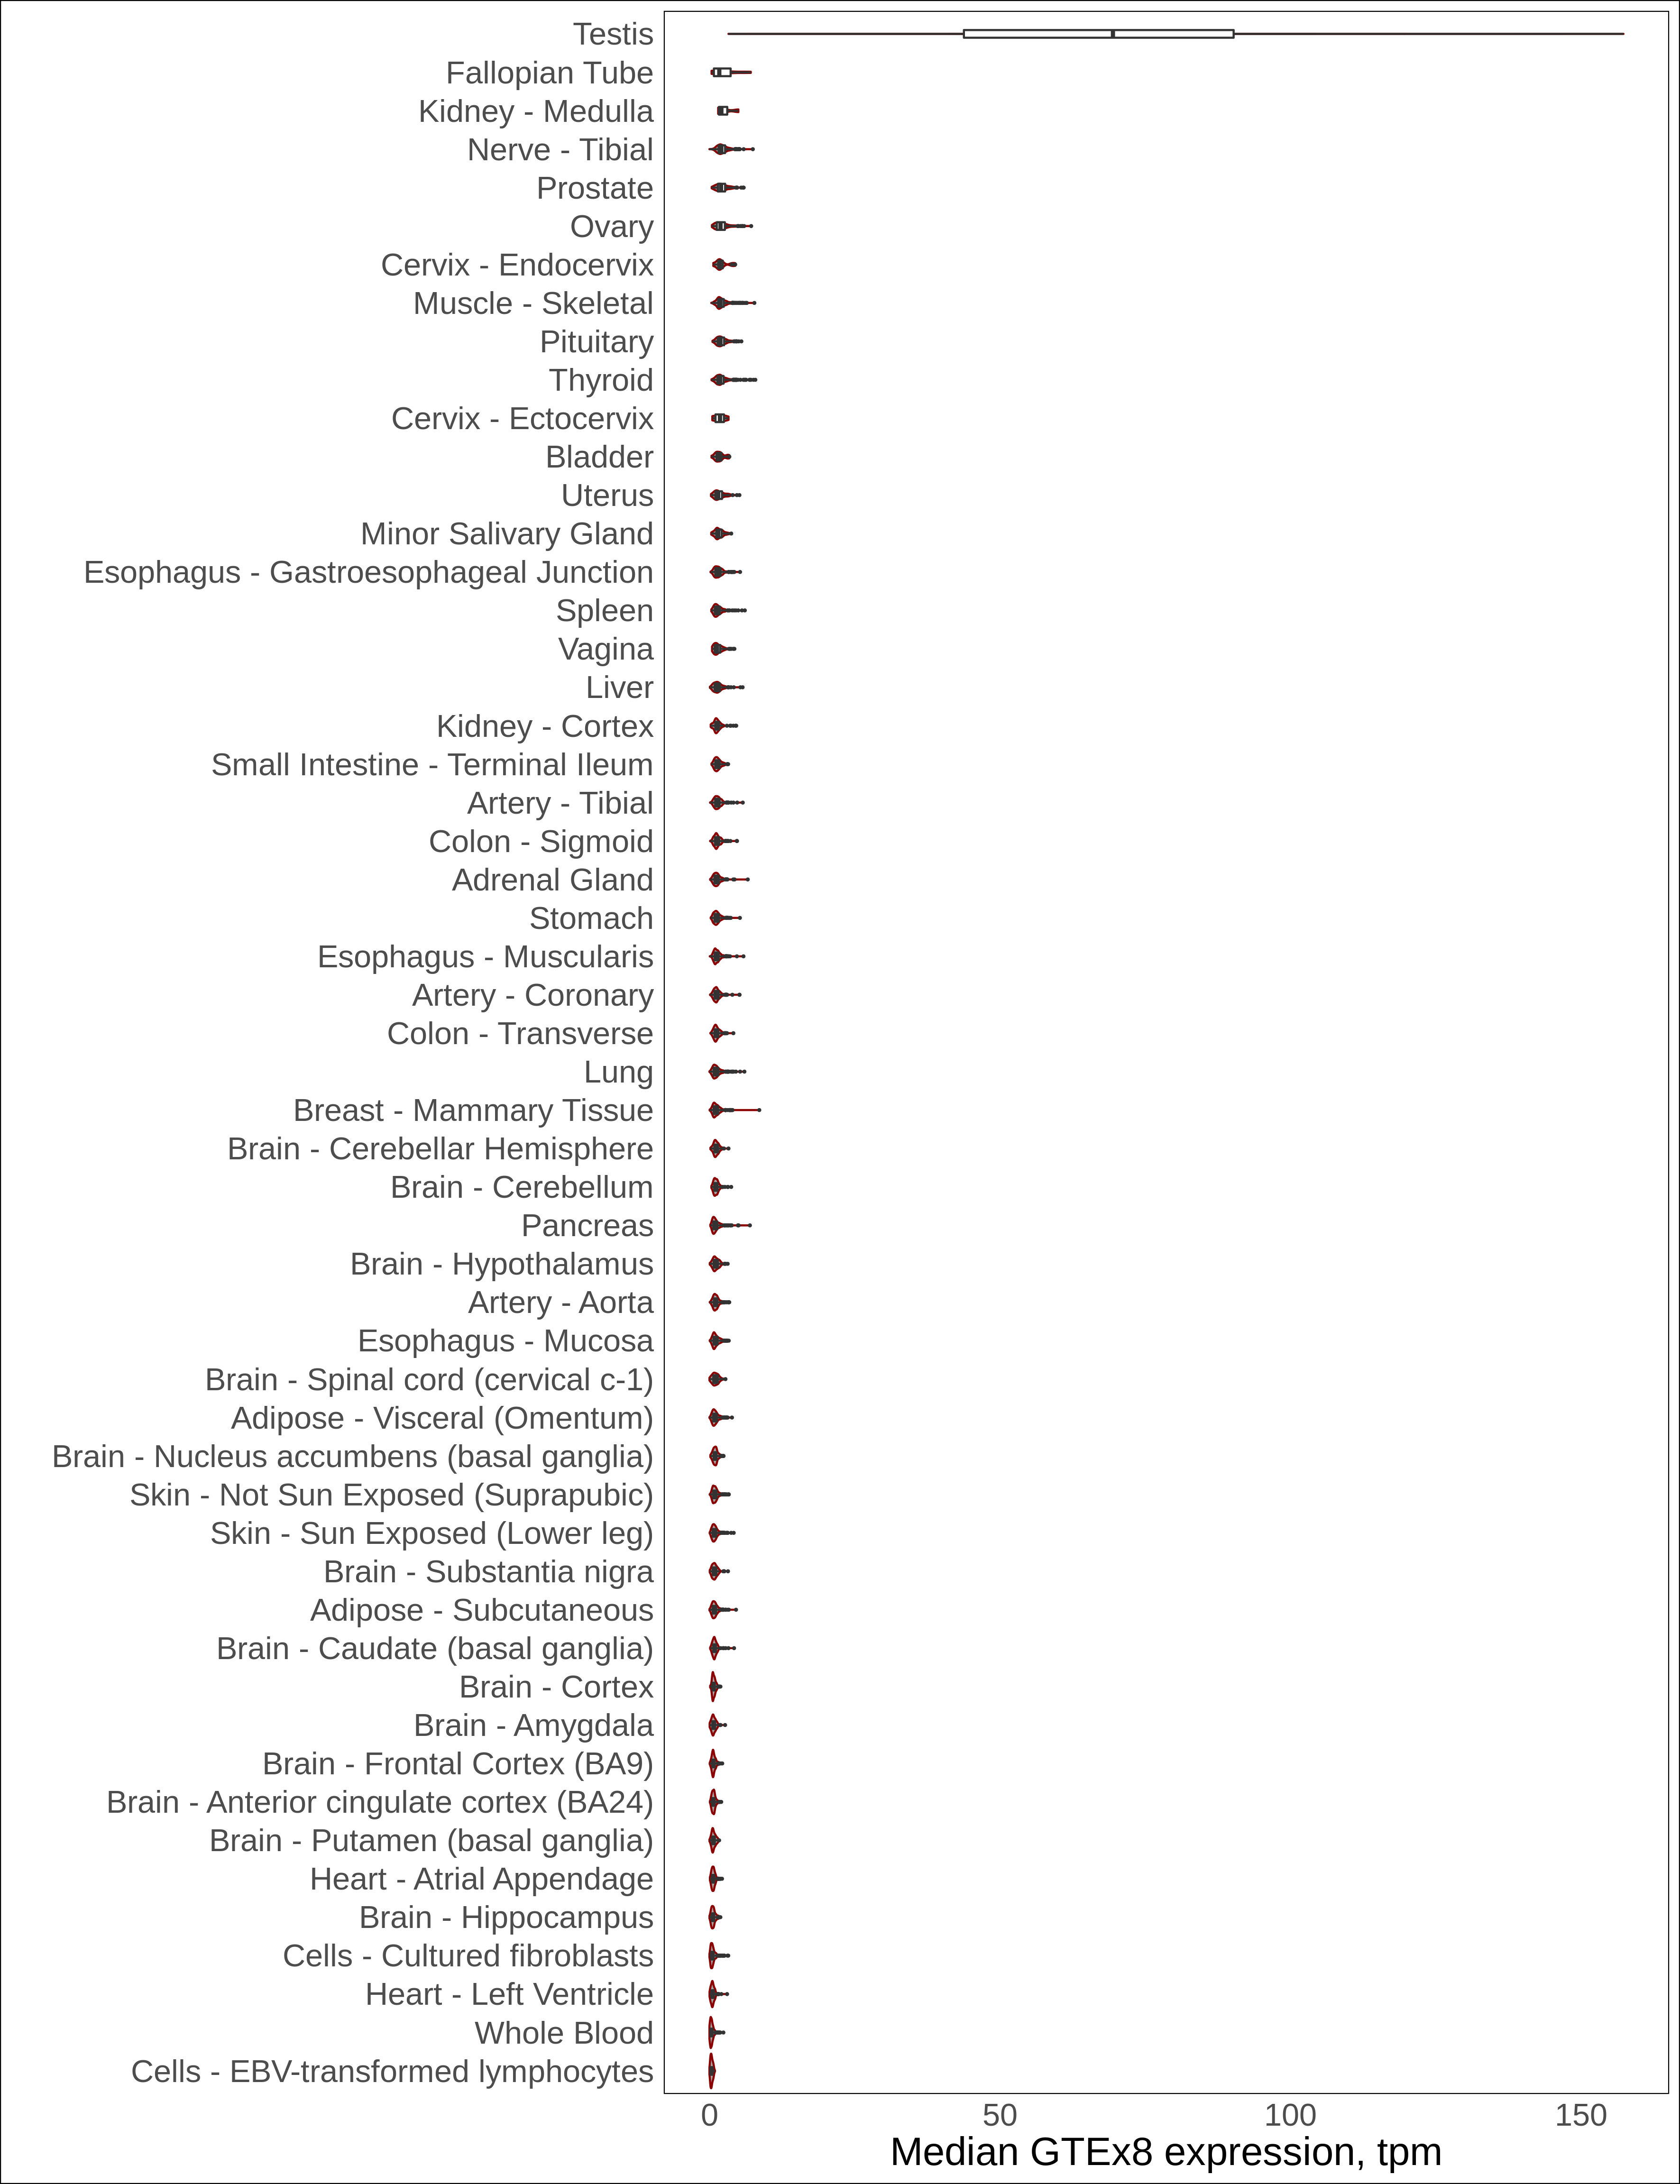 Testis
Fallopian Tube
Kidney - Medulla
Nerve - Tibial
Prostate
Ovary
Cervix - Endocervix
Muscle - Skeletal
Pituitary
Thyroid
Cervix - Ectocervix
Bladder
Uterus
Minor Salivary Gland
Esophagus - Gastroesophageal Junction
Spleen
Vagina
Liver
Kidney - Cortex
Small Intestine - Terminal Ileum
Artery - Tibial
Colon - Sigmoid
Adrenal Gland
Stomach
Esophagus - Muscularis
Artery - Coronary
Colon - Transverse
Lung
Breast - Mammary Tissue
Brain - Cerebellar Hemisphere
Brain - Cerebellum
Pancreas
Brain - Hypothalamus
Artery - Aorta
Esophagus - Mucosa
Brain - Spinal cord (cervical c-1)
Adipose - Visceral (Omentum)
Brain - Nucleus accumbens (basal ganglia)
Skin - Not Sun Exposed (Suprapubic)
Skin - Sun Exposed (Lower leg)
Brain - Substantia nigra
Adipose - Subcutaneous
Brain - Caudate (basal ganglia)
Brain - Cortex
Brain - Amygdala
Brain - Frontal Cortex (BA9)
Brain - Anterior cingulate cortex (BA24)
Brain - Putamen (basal ganglia)
Heart - Atrial Appendage
Brain - Hippocampus
Cells - Cultured fibroblasts
Heart - Left Ventricle
Whole Blood
Cells - EBV-transformed lymphocytes
0 50 100 150
Median GTEx8 expression, tpm